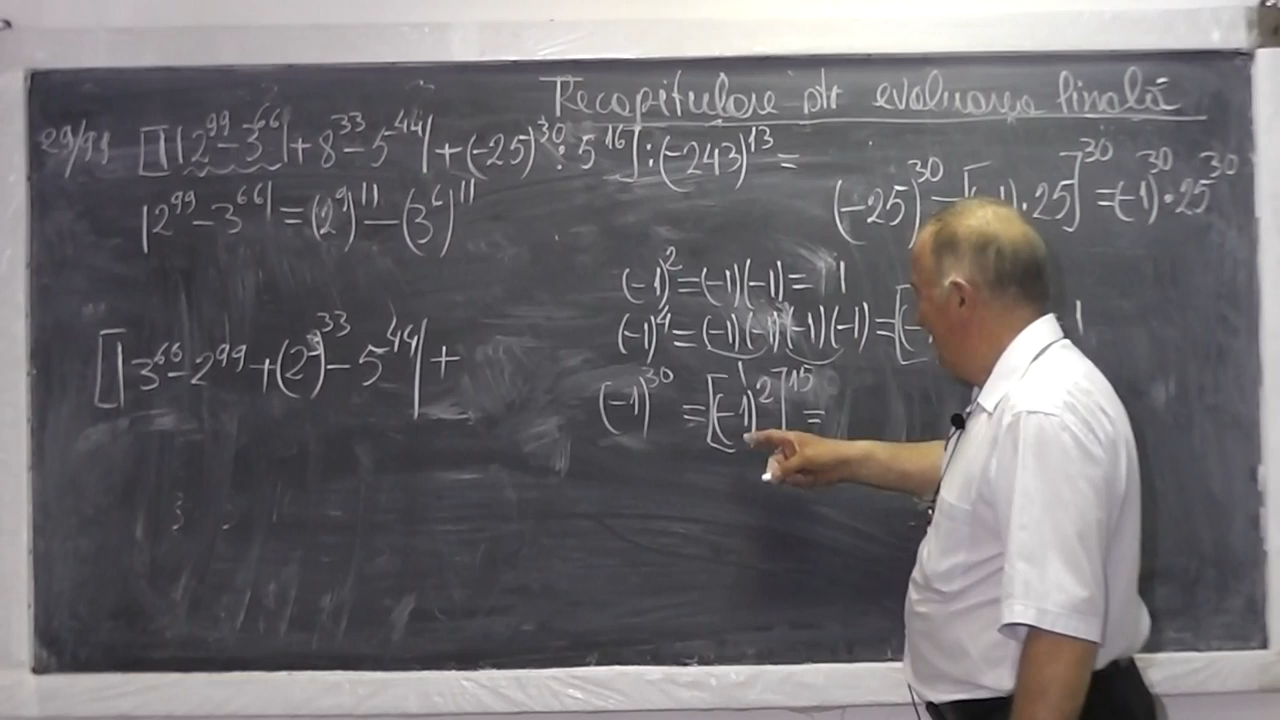 Recapitulare ptr evaluarea finală
29/99 [||2^99 - 3^66| + 8^33 - 5^44| + (-25)^30 : 5^16] : (-243)^13 =
|2^99 - 3^66| = (2^9)^11 - (3^6)^11
(-25)^30 = [(-1)·25]^30 = (-1)^30·25^30
(-1)^2 = (-1)(-1) = 1
(-1)^4 = (-1)(-1)(-1)(-1) = [(- 1
[|3^66 - 2^99 + (2^3)^33 - 5^44| +
(-1)^30 = [(-1)^2]^15 =